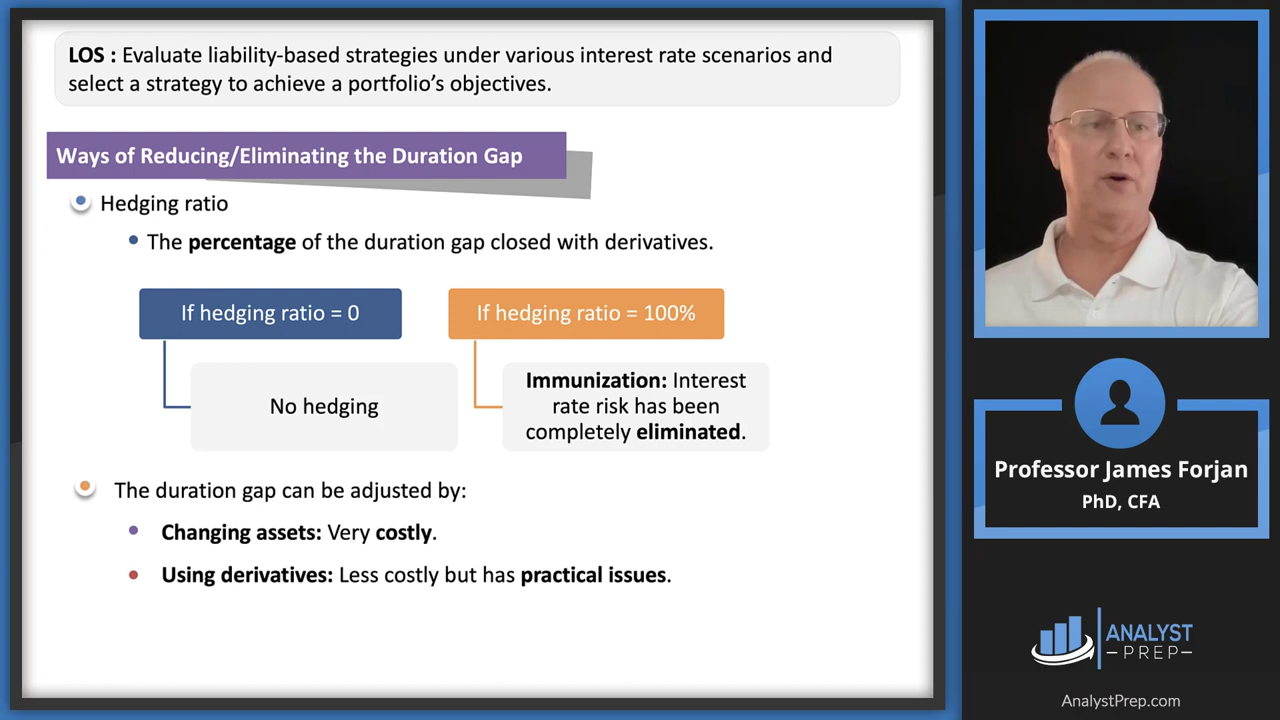 LOS : Evaluate liability-based strategies under various interest rate scenarios and
select a strategy to achieve a portfolio’s objectives.
Ways of Reducing/Eliminating the Duration Gap
Hedging ratio
The percentage of the duration gap closed with derivatives.
If hedging ratio = 0
If hedging ratio = 100%
No hedging
Immunization: Interest
rate risk has been
completely eliminated.
The duration gap can be adjusted by:
Changing assets: Very costly.
Using derivatives: Less costly but has practical issues.
Professor James Forjan
PhD, CFA
ANALYST
PREP
AnalystPrep.com